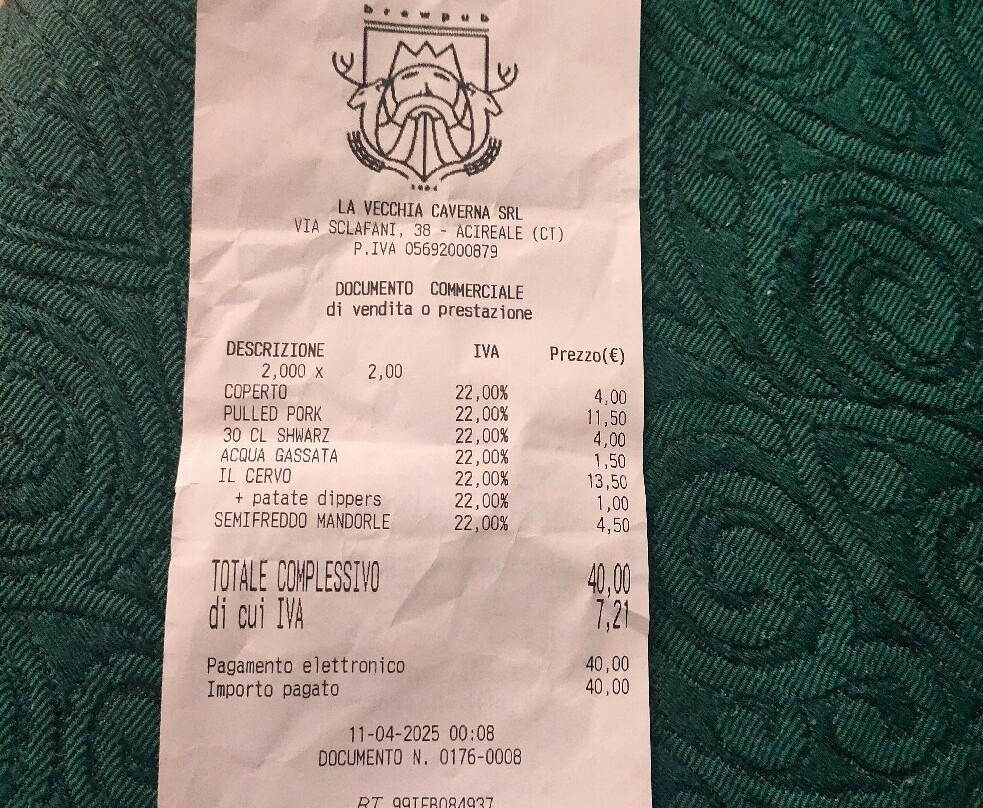 brewpub
LA VECCHIA CAVERNA SRL
VIA SCLAFANI, 38 - ACIREALE (CT)
P.IVA 05692000879
DOCUMENTO COMMERCIALE
di vendita o prestazione
DESCRIZIONE IVA Prezzo(€)
2,000 x 2,00
COPERTO 22,00% 4,00
PULLED PORK 22,00% 11,50
30 CL SHWARZ 22,00% 4,00
ACQUA GASSATA 22,00% 1,50
IL CERVO 22,00% 13,50
+ patate dippers 22,00% 1,00
SEMIFREDDO MANDORLE 22,00% 4,50
TOTALE COMPLESSIVO 40,00
di cui IVA 7,21
Pagamento elettronico 40,00
Importo pagato 40,00
11-04-2025 00:08
DOCUMENTO N. 0176-0008
RT 99IEB084937